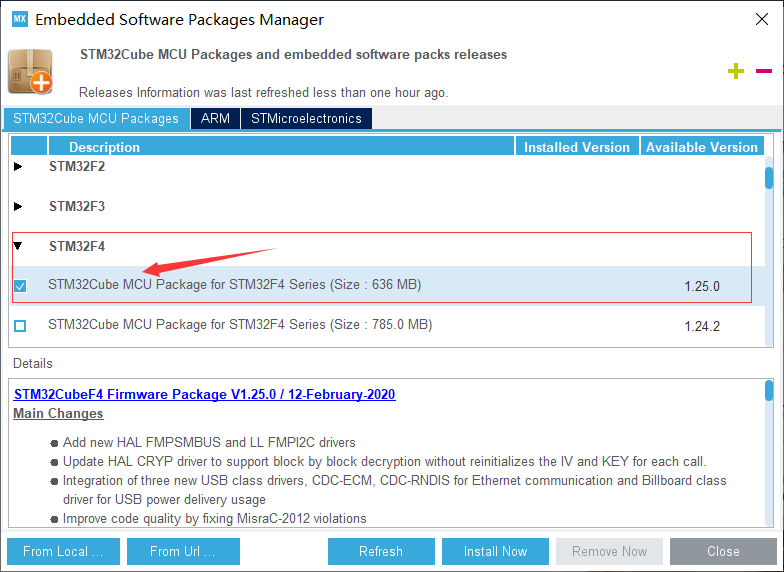 MX Embedded Software Packages Manager
STM32Cube MCU Packages and embedded software packs releases
Releases Information was last refreshed less than one hour ago.
STM32Cube MCU Packages ARM STMicroelectronics
Description Installed Version Available Version
STM32F2
STM32F3
STM32F4
STM32Cube MCU Package for STM32F4 Series (Size : 636 MB) 1.25.0
STM32Cube MCU Package for STM32F4 Series (Size : 785.0 MB) 1.24.2
Details
STM32CubeF4 Firmware Package V1.25.0 / 12-February-2020
Main Changes
Add new HAL FMPSMBUS and LL FMPI2C drivers
Update HAL CRYP driver to support block by block decryption without reinitializes the IV and KEY for each call.
Integration of three new USB class drivers, CDC-ECM, CDC-RNDIS for Ethernet communication and Billboard class
driver for USB power delivery usage
Improve code quality by fixing MisraC-2012 violations
From Local ... From Url ... Refresh Install Now Remove Now Close